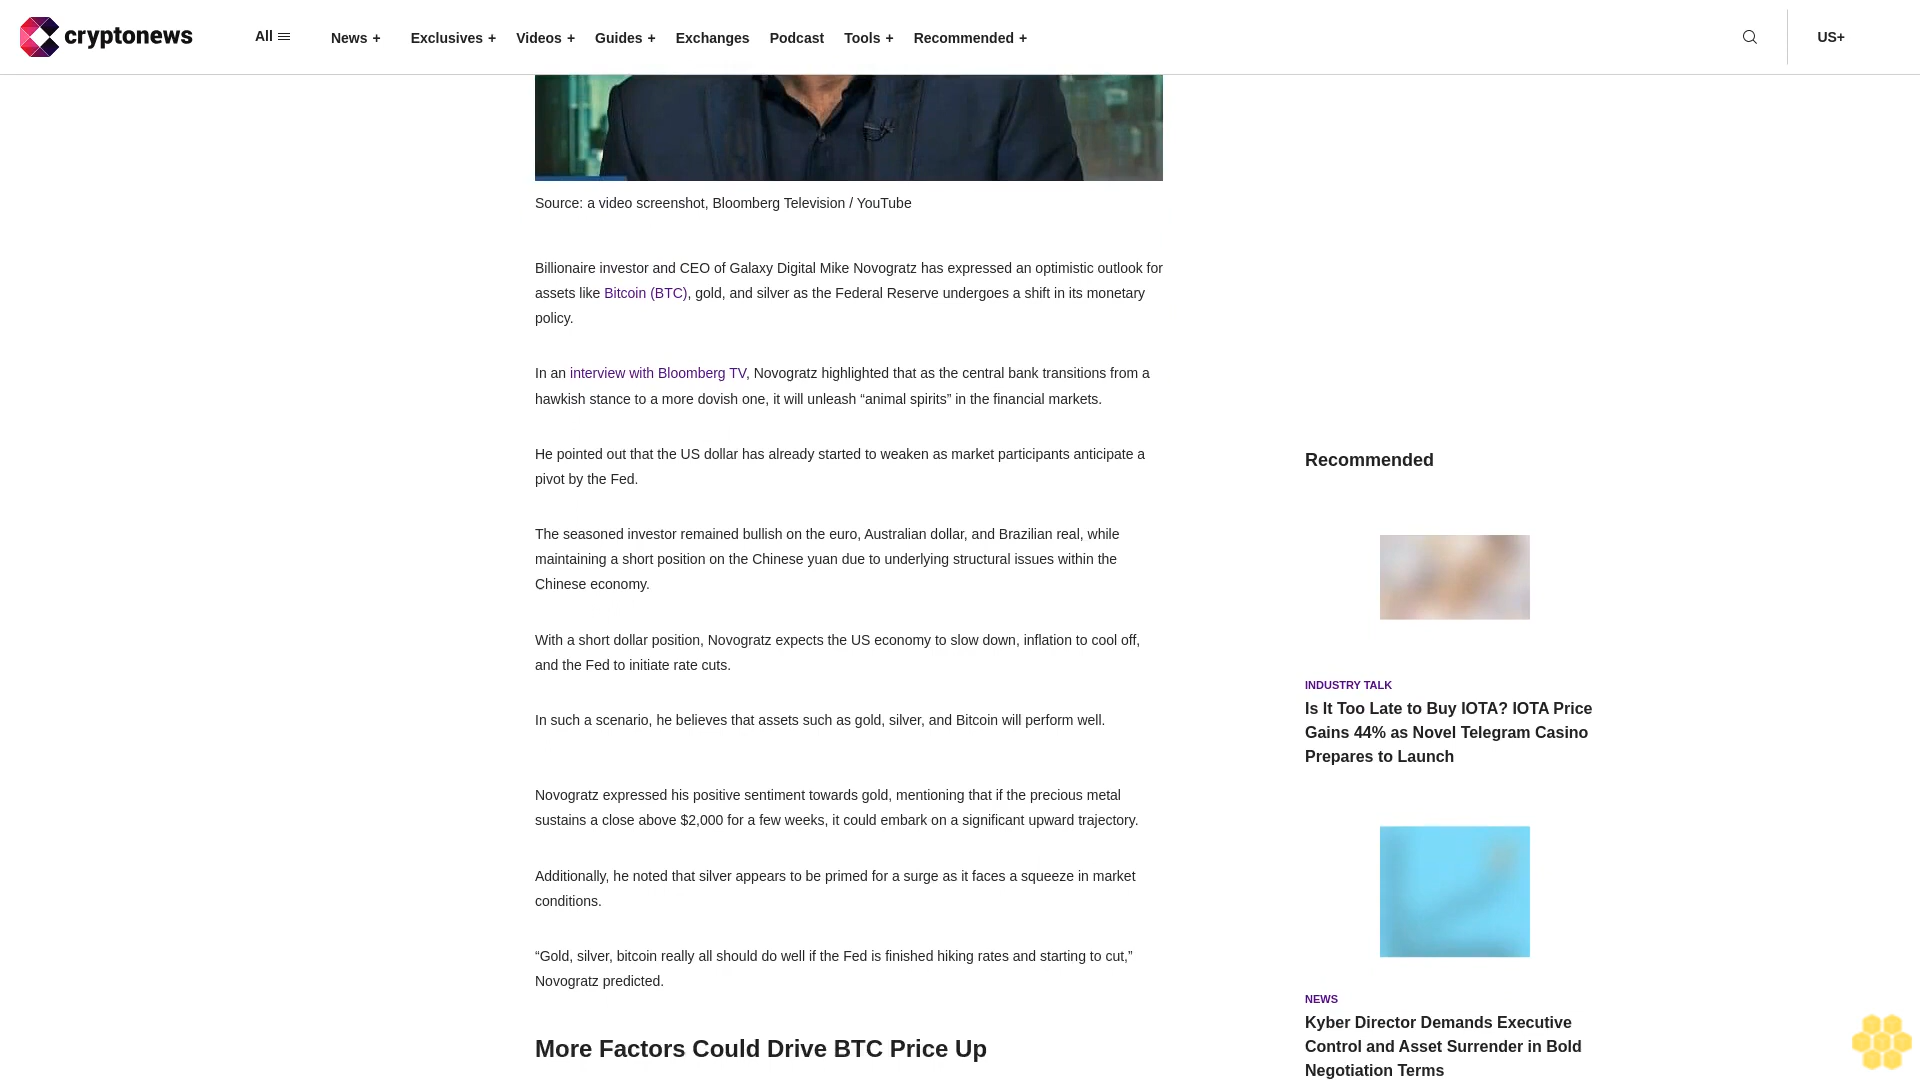 cryptonews
All
News +
Exclusives +
Videos +
Guides +
Exchanges
Podcast
Tools +
Recommended +
US+
Source: a video screenshot, Bloomberg Television / YouTube
Billionaire investor and CEO of Galaxy Digital Mike Novogratz has expressed an optimistic outlook for
assets like Bitcoin (BTC), gold, and silver as the Federal Reserve undergoes a shift in its monetary
policy.
In an interview with Bloomberg TV, Novogratz highlighted that as the central bank transitions from a
hawkish stance to a more dovish one, it will unleash “animal spirits” in the financial markets.
He pointed out that the US dollar has already started to weaken as market participants anticipate a
pivot by the Fed.
The seasoned investor remained bullish on the euro, Australian dollar, and Brazilian real, while
maintaining a short position on the Chinese yuan due to underlying structural issues within the
Chinese economy.
With a short dollar position, Novogratz expects the US economy to slow down, inflation to cool off,
and the Fed to initiate rate cuts.
In such a scenario, he believes that assets such as gold, silver, and Bitcoin will perform well.
Novogratz expressed his positive sentiment towards gold, mentioning that if the precious metal
sustains a close above $2,000 for a few weeks, it could embark on a significant upward trajectory.
Additionally, he noted that silver appears to be primed for a surge as it faces a squeeze in market
conditions.
“Gold, silver, bitcoin really all should do well if the Fed is finished hiking rates and starting to cut,”
Novogratz predicted.
More Factors Could Drive BTC Price Up
Recommended
INDUSTRY TALK
Is It Too Late to Buy IOTA? IOTA Price
Gains 44% as Novel Telegram Casino
Prepares to Launch
NEWS
Kyber Director Demands Executive
Control and Asset Surrender in Bold
Negotiation Terms